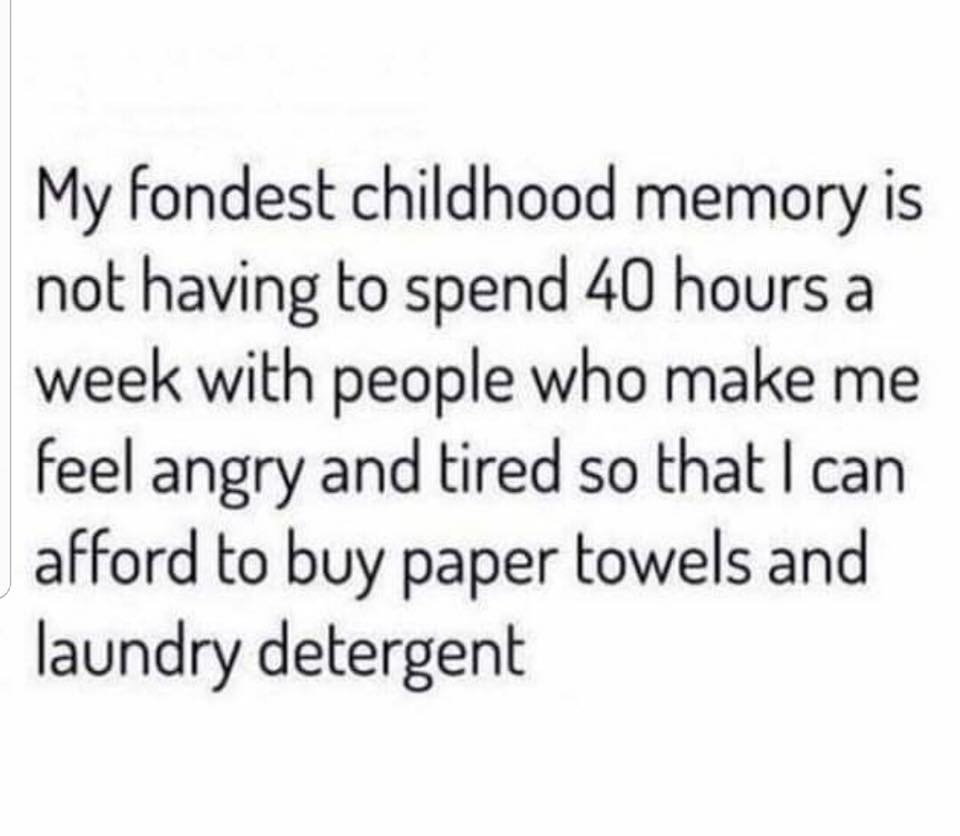 My fondest childhood memory is
not having to spend 40 hours a
week with people who make me
feel angry and tired so that I can
afford to buy paper towels and
laundry detergent